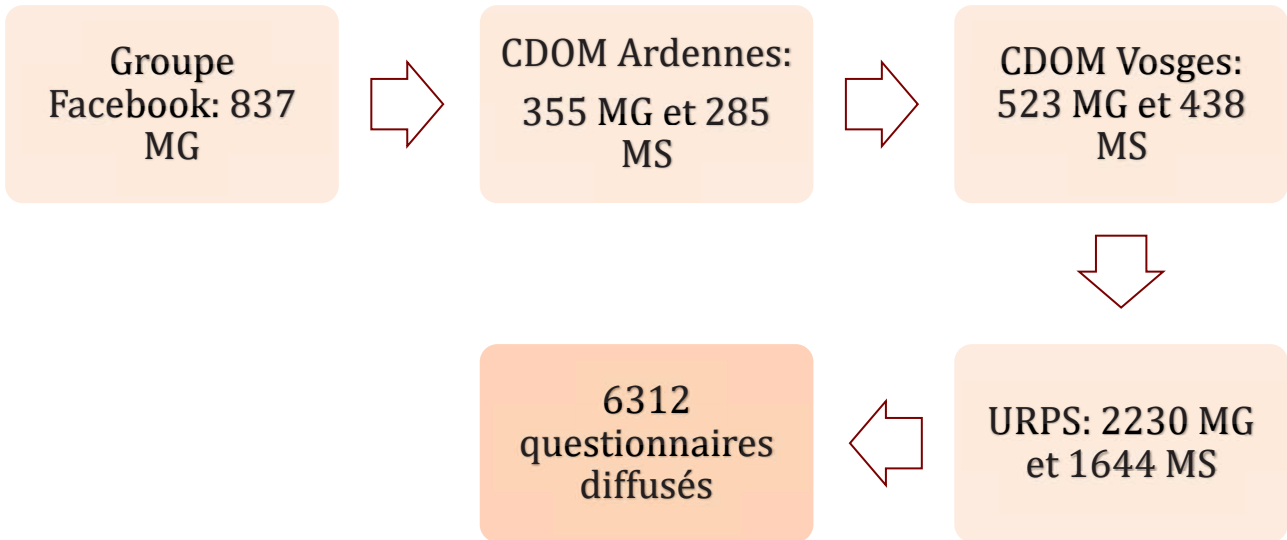 Groupe
Facebook: 837
MG
CDOM Ardennes:
355 MG et 285
MS
CDOM Vosges:
523 MG et 438
MS
URPS: 2230 MG
et 1644 MS
6312
questionnaires
diffusés